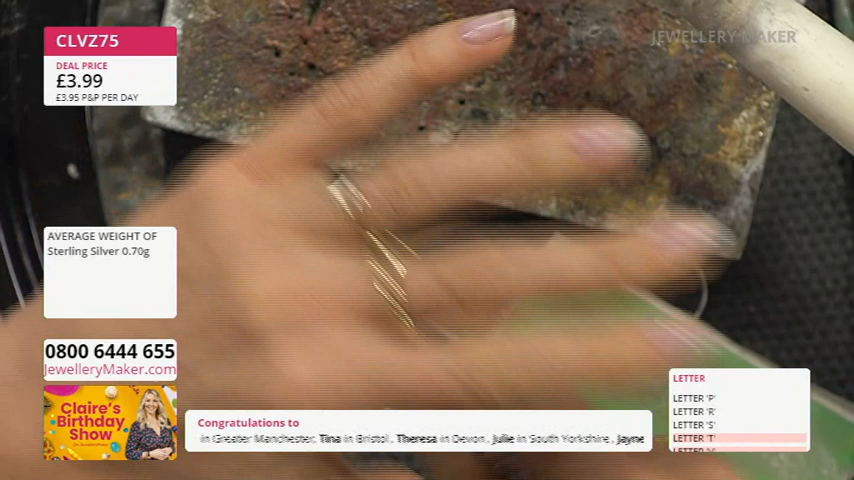 CLVZ75
DEAL PRICE
£3.99
£3.95 P&P PER DAY
JEWELLERY MAKER
AVERAGE WEIGHT OF
Sterling Silver 0.70g
0800 6444 655
JewelleryMaker.com
Claire's
Birthday
Show
Congratulations to
in Greater Manchester, Tina in Bristol, Theresa in Devon, Julie in South Yorkshire, Jayne
LETTER
LETTER 'P'
LETTER 'R'
LETTER 'S'
LETTER 'T'
LETTER